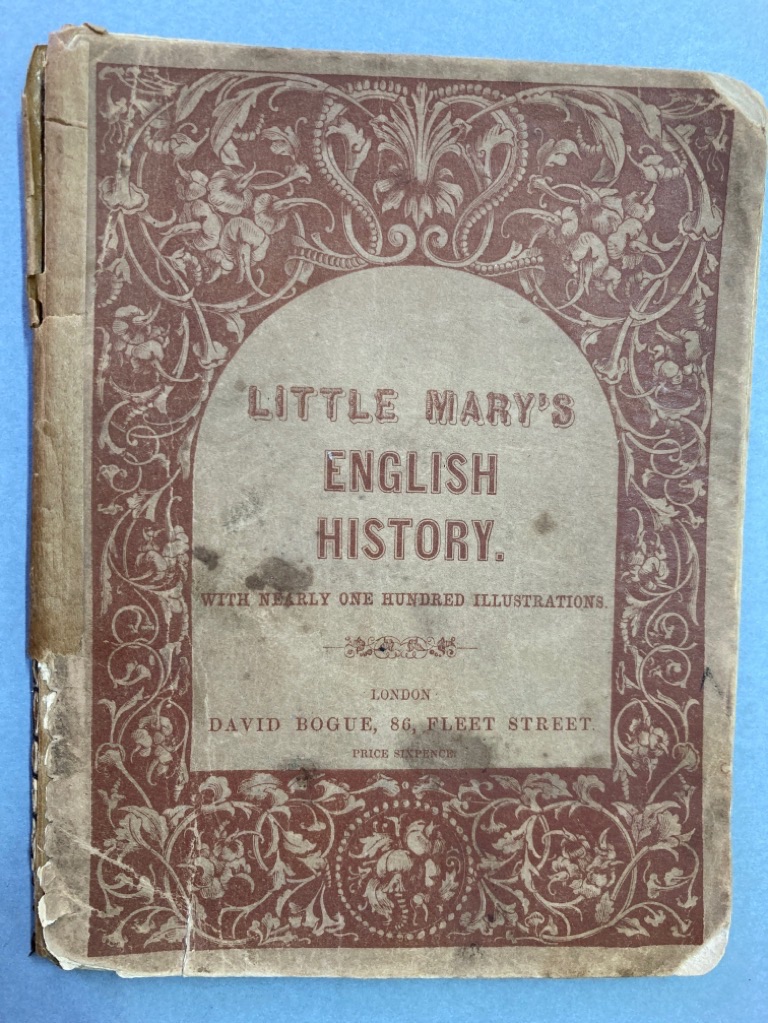 LITTLE MARY'S
ENGLISH
HISTORY.
WITH NEARLY ONE HUNDRED ILLUSTRATIONS.
LONDON
DAVID BOGUE, 86, FLEET STREET.
PRICE SIXPENCE.